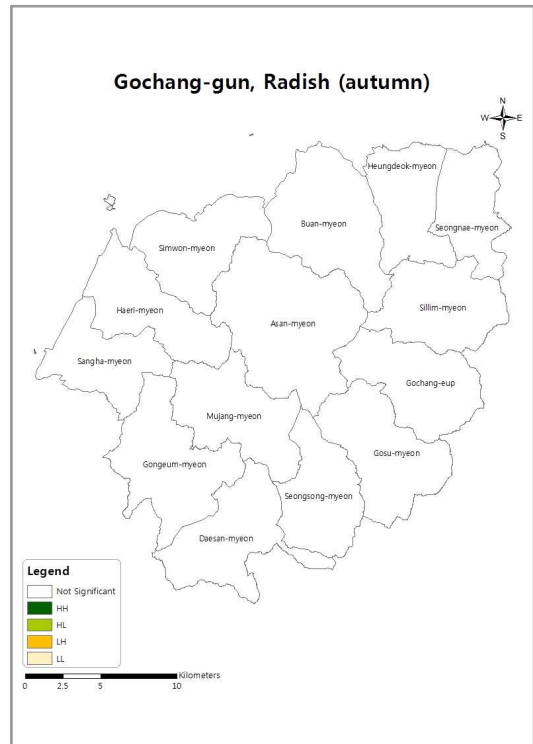 Gochang-gun, Radish (autumn)
N
W E
S
Heungdeok-myeon
Buan-myeon
Seongnae-myeon
Simwon-myeon
Haeri-myeon
Sillim-myeon
Asan-myeon
Sangha-myeon
Gochang-eup
Mujang-myeon
Gosu-myeon
Gongeum-myeon
Seongsong-myeon
Daesan-myeon
Legend
Not Significant
HH
HL
LH
LL
Kilometers
0 2.5 5 10